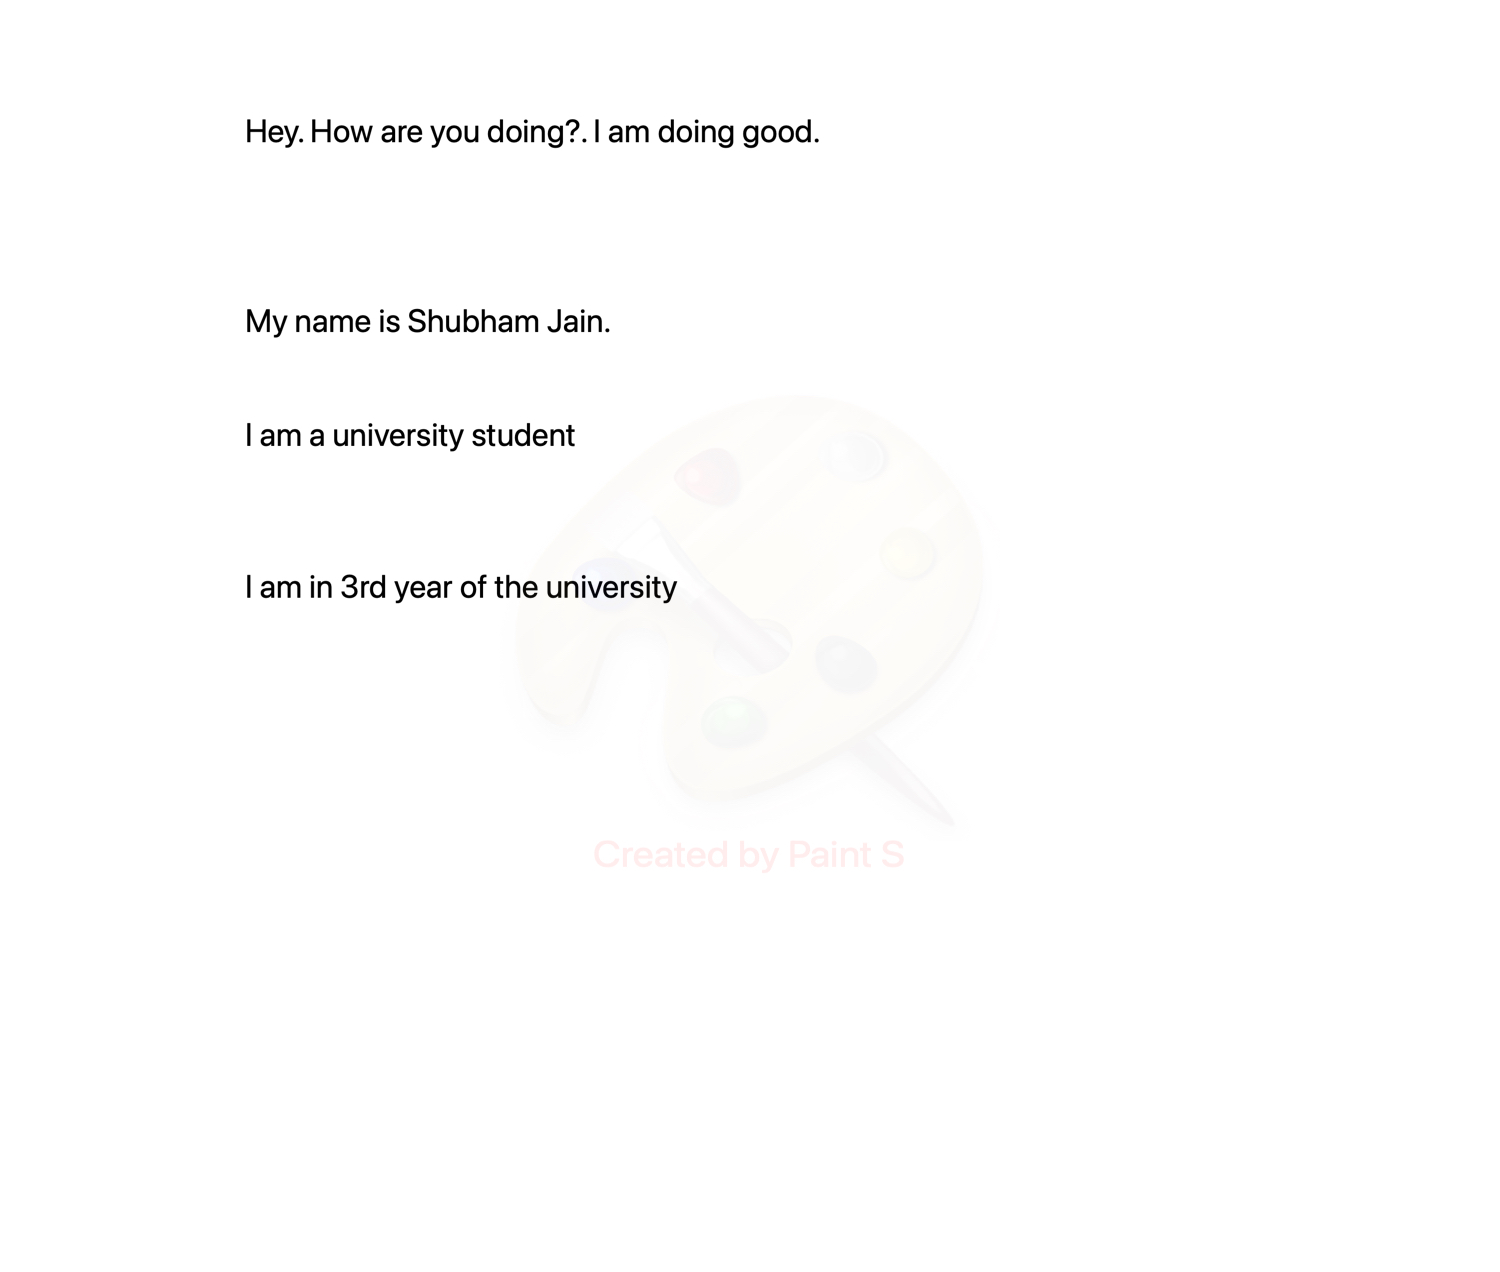 Hey. How are you doing?. I am doing good.
My name is Shubham Jain.
I am a university student
I am in 3rd year of the university
Created by Paint S